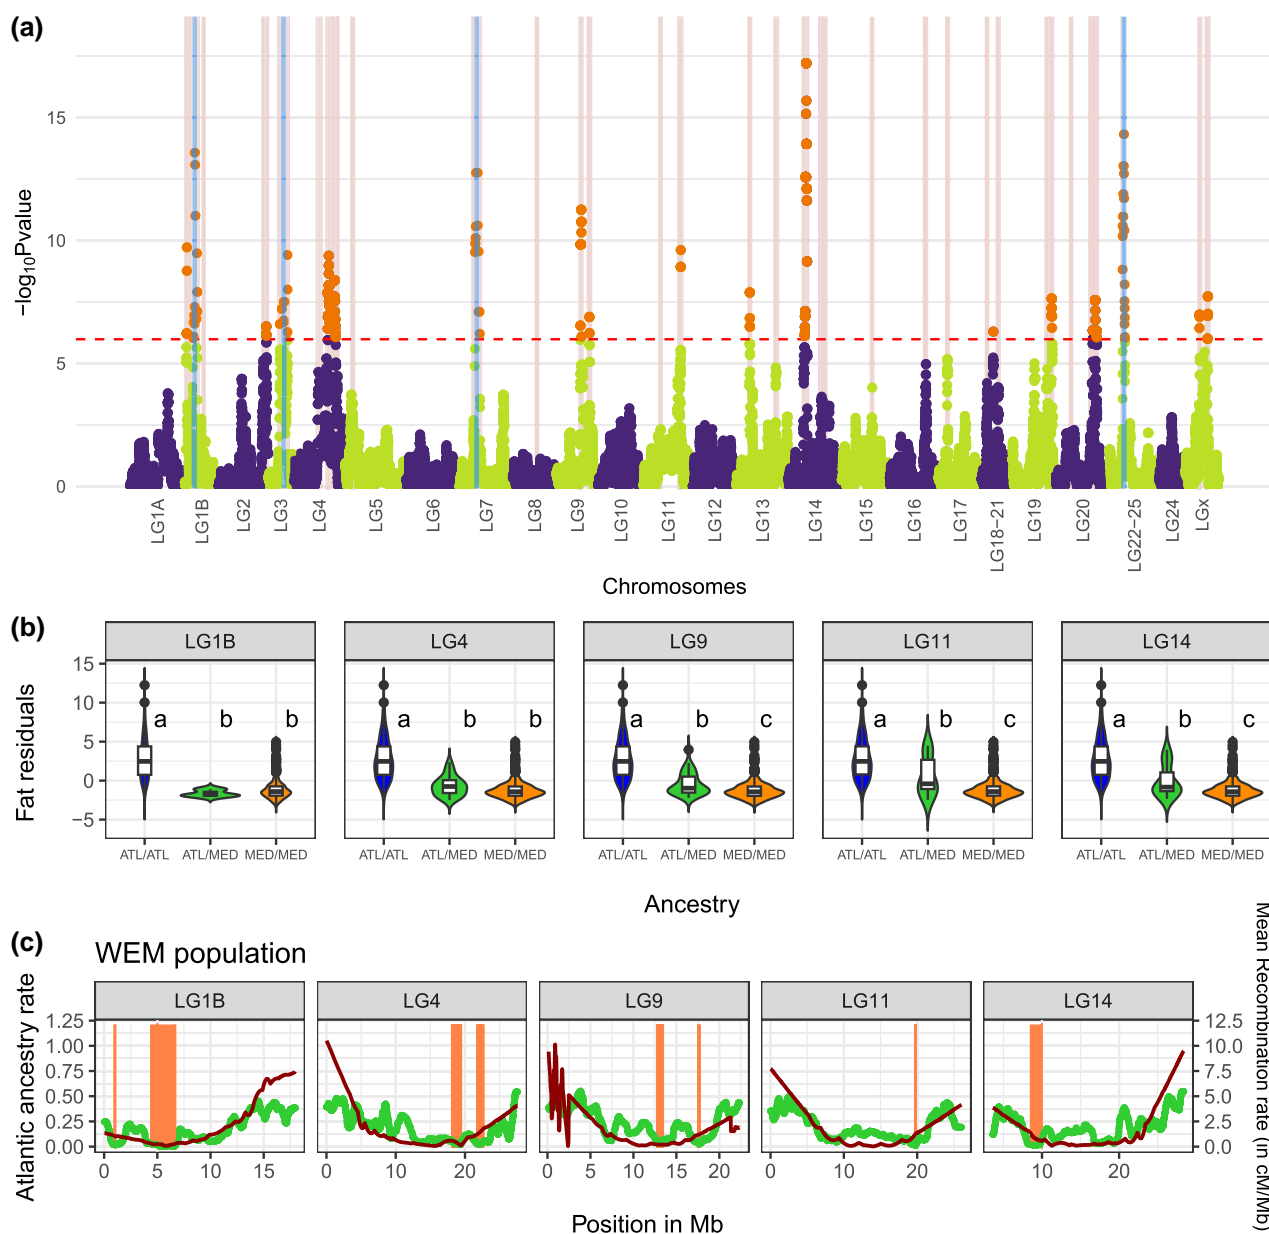 (a)
−log10Pvalue
15
10
5
0
LG1A LG1B LG2 LG3 LG4 LG5 LG6 LG7 LG8 LG9 LG10 LG11 LG12 LG13 LG14 LG15 LG16 LG17 LG18−21 LG19 LG20 LG22−25 LG24 LGx
Chromosomes
(b)
LG1B LG4 LG9 LG11 LG14
Fat residuals
15
10
5
0
−5
a b b a b b a b c a b c a b c
ATL/ATL ATL/MED MED/MED ATL/ATL ATL/MED MED/MED ATL/ATL ATL/MED MED/MED ATL/ATL ATL/MED MED/MED ATL/ATL ATL/MED MED/MED
Ancestry
(c)
WEM population
LG1B LG4 LG9 LG11 LG14
Atlantic ancestry rate
1.25
1.00
0.75
0.50
0.25
0.00
12.5
10.0
7.5
5.0
2.5
0.0
Mean Recombination rate (in cM/Mb)
0 5 10 15 0 10 20 0 5 10 15 20 0 10 20 10 20
Position in Mb